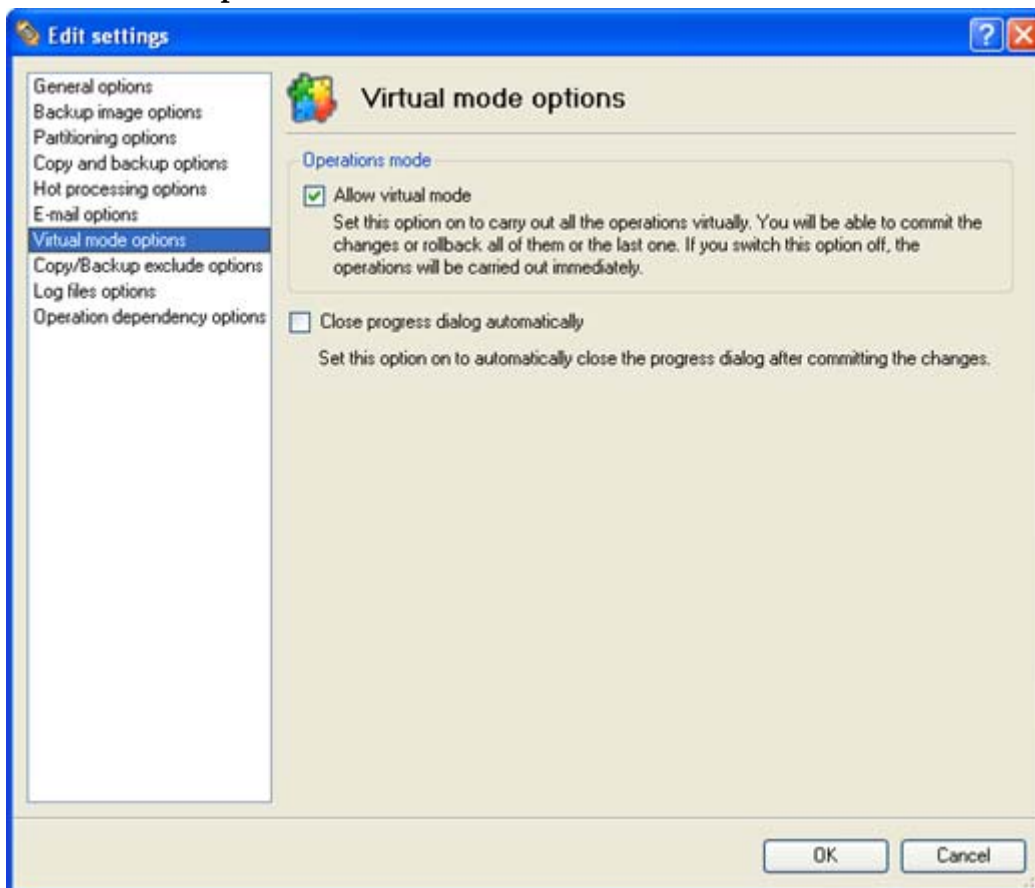 Edit settings
General options
Backup image options
Partitioning options
Copy and backup options
Hot processing options
E-mail options
Virtual mode options
Copy/Backup exclude options
Log files options
Operation dependency options
Virtual mode options
Operations mode
Allow virtual mode
Set this option on to carry out all the operations virtually. You will be able to commit the
changes or rollback all of them or the last one. If you switch this option off, the
operations will be carried out immediately.
Close progress dialog automatically
Set this option on to automatically close the progress dialog after committing the changes.
OK
Cancel